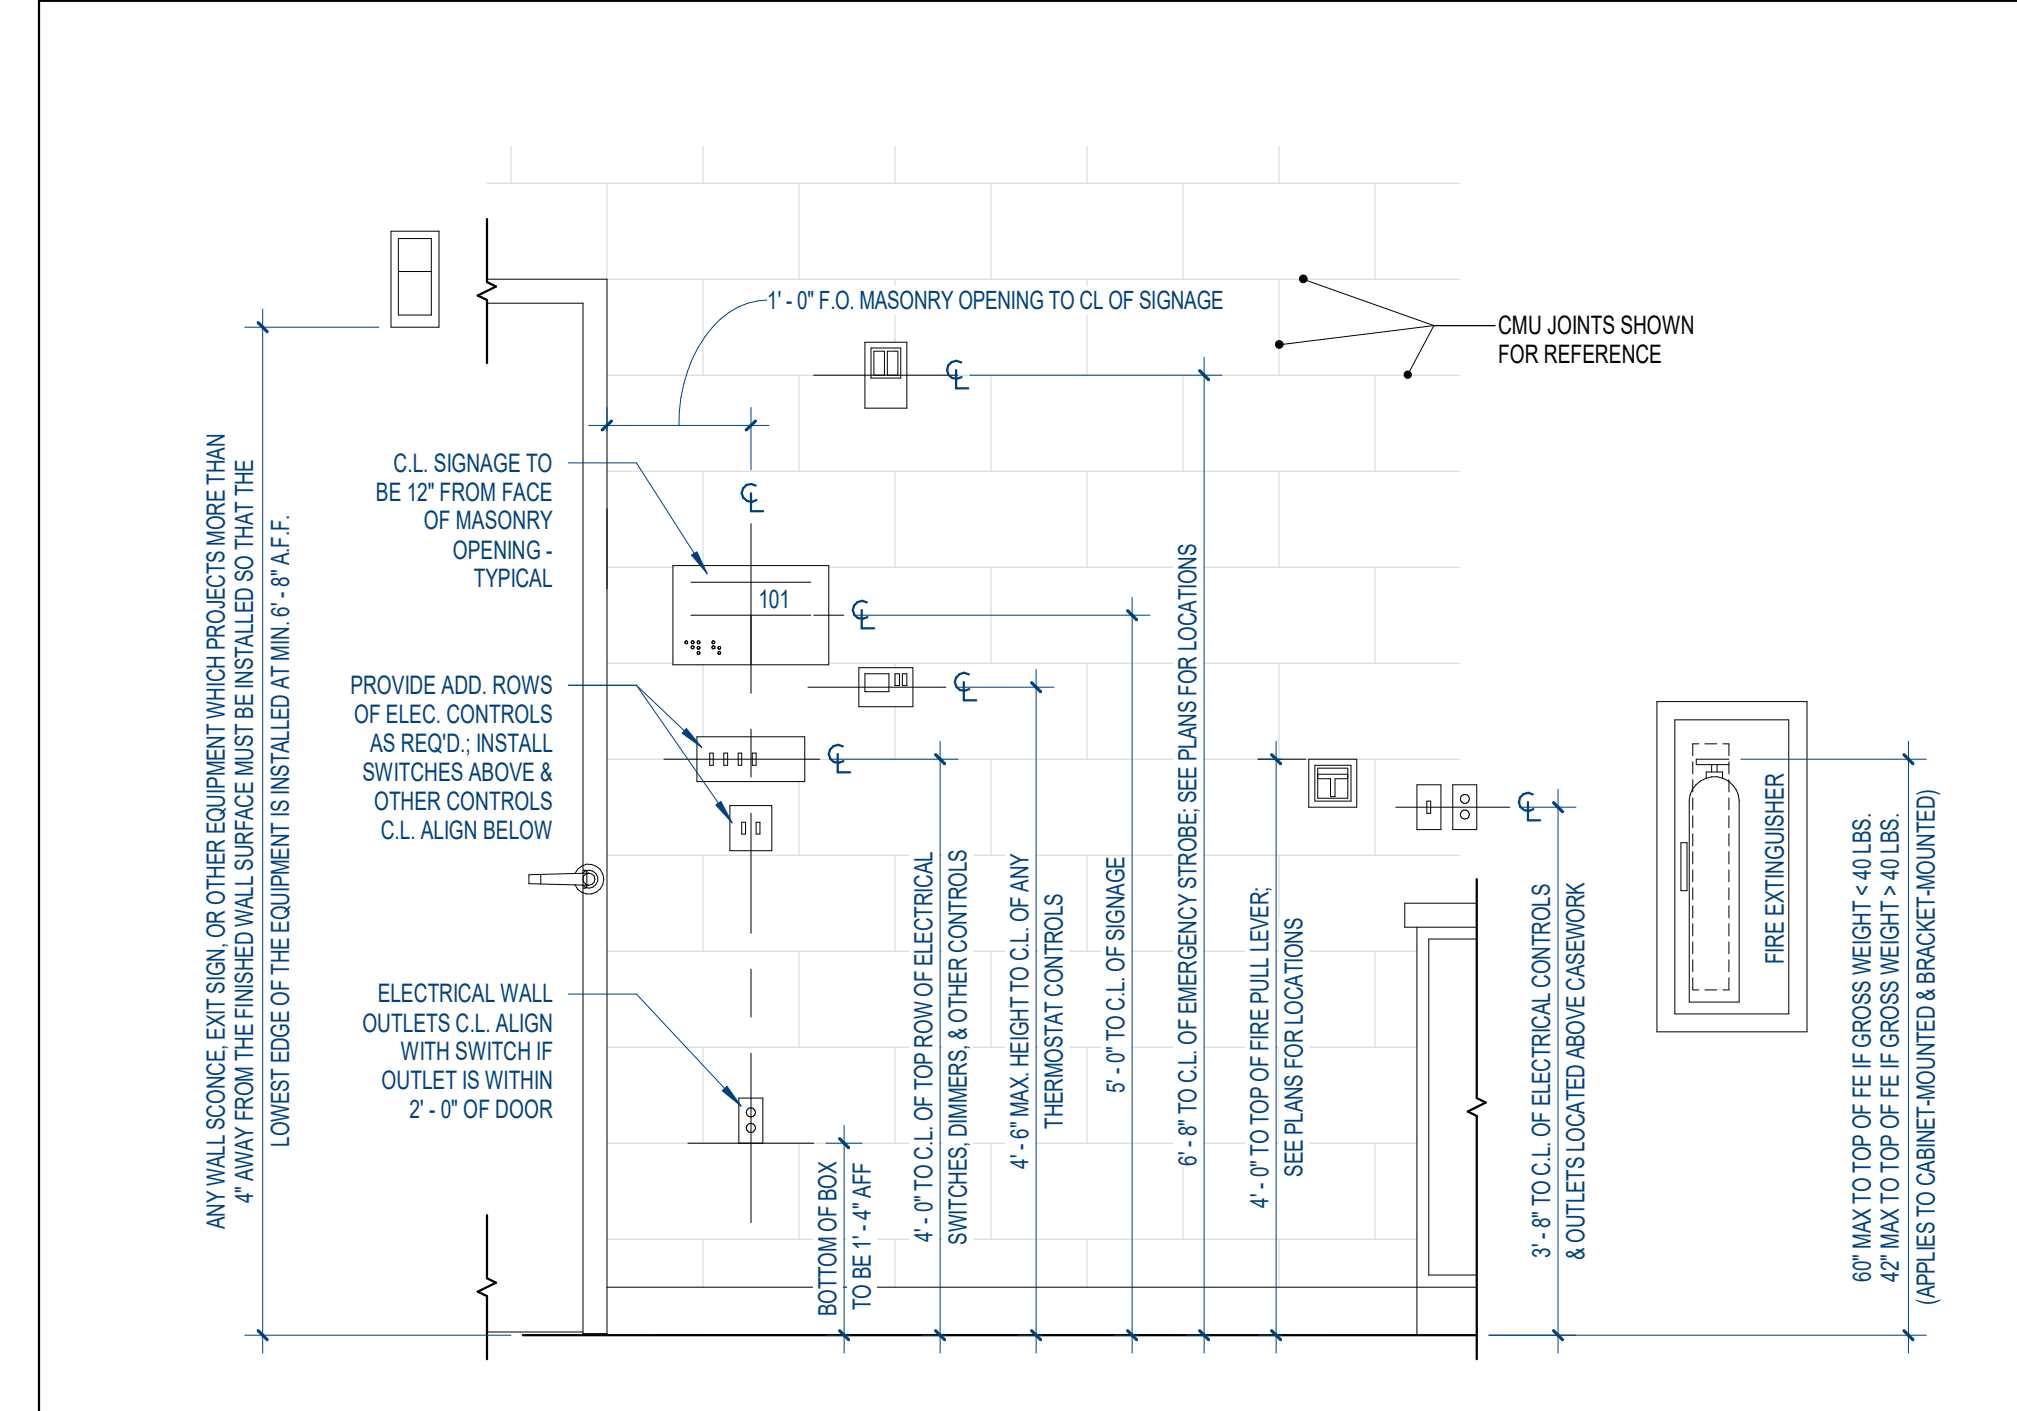 1' - 0" F.O. MASONRY OPENING TO CL OF SIGNAGE
CMU JOINTS SHOWN
FOR REFERENCE
C.L. SIGNAGE TO
BE 12" FROM FACE
OF MASONRY
OPENING -
TYPICAL
101
PROVIDE ADD. ROWS
OF ELEC. CONTROLS
AS REQ'D.; INSTALL
SWITCHES ABOVE &
OTHER CONTROLS
C.L. ALIGN BELOW
ELECTRICAL WALL
OUTLETS C.L. ALIGN
WITH SWITCH IF
OUTLET IS WITHIN
2' - 0" OF DOOR
ANY WALL SCONCE, EXIT SIGN, OR OTHER EQUIPMENT WHICH PROJECTS MORE THAN
4" AWAY FROM THE FINISHED WALL SURFACE MUST BE INSTALLED SO THAT THE
LOWEST EDGE OF THE EQUIPMENT IS INSTALLED AT MIN. 6' - 8" A.F.F.
BOTTOM OF BOX
TO BE 1' - 4" AFF
4' - 0" TO C.L. OF TOP ROW OF ELECTRICAL
SWITCHES, DIMMERS, & OTHER CONTROLS
4' - 6" MAX. HEIGHT TO C.L. OF ANY
THERMOSTAT CONTROLS
5' - 0" TO C.L. OF SIGNAGE
6' - 8" TO C.L. OF EMERGENCY STROBE; SEE PLANS FOR LOCATIONS
4' - 0" TO TOP OF FIRE PULL LEVER;
SEE PLANS FOR LOCATIONS
3' - 8" TO C.L. OF ELECTRICAL CONTROLS
& OUTLETS LOCATED ABOVE CASEWORK
FIRE EXTINGUISHER
60" MAX TO TOP OF FE IF GROSS WEIGHT < 40 LBS.
42" MAX TO TOP OF FE IF GROSS WEIGHT > 40 LBS.
(APPLIES TO CABINET-MOUNTED & BRACKET-MOUNTED)